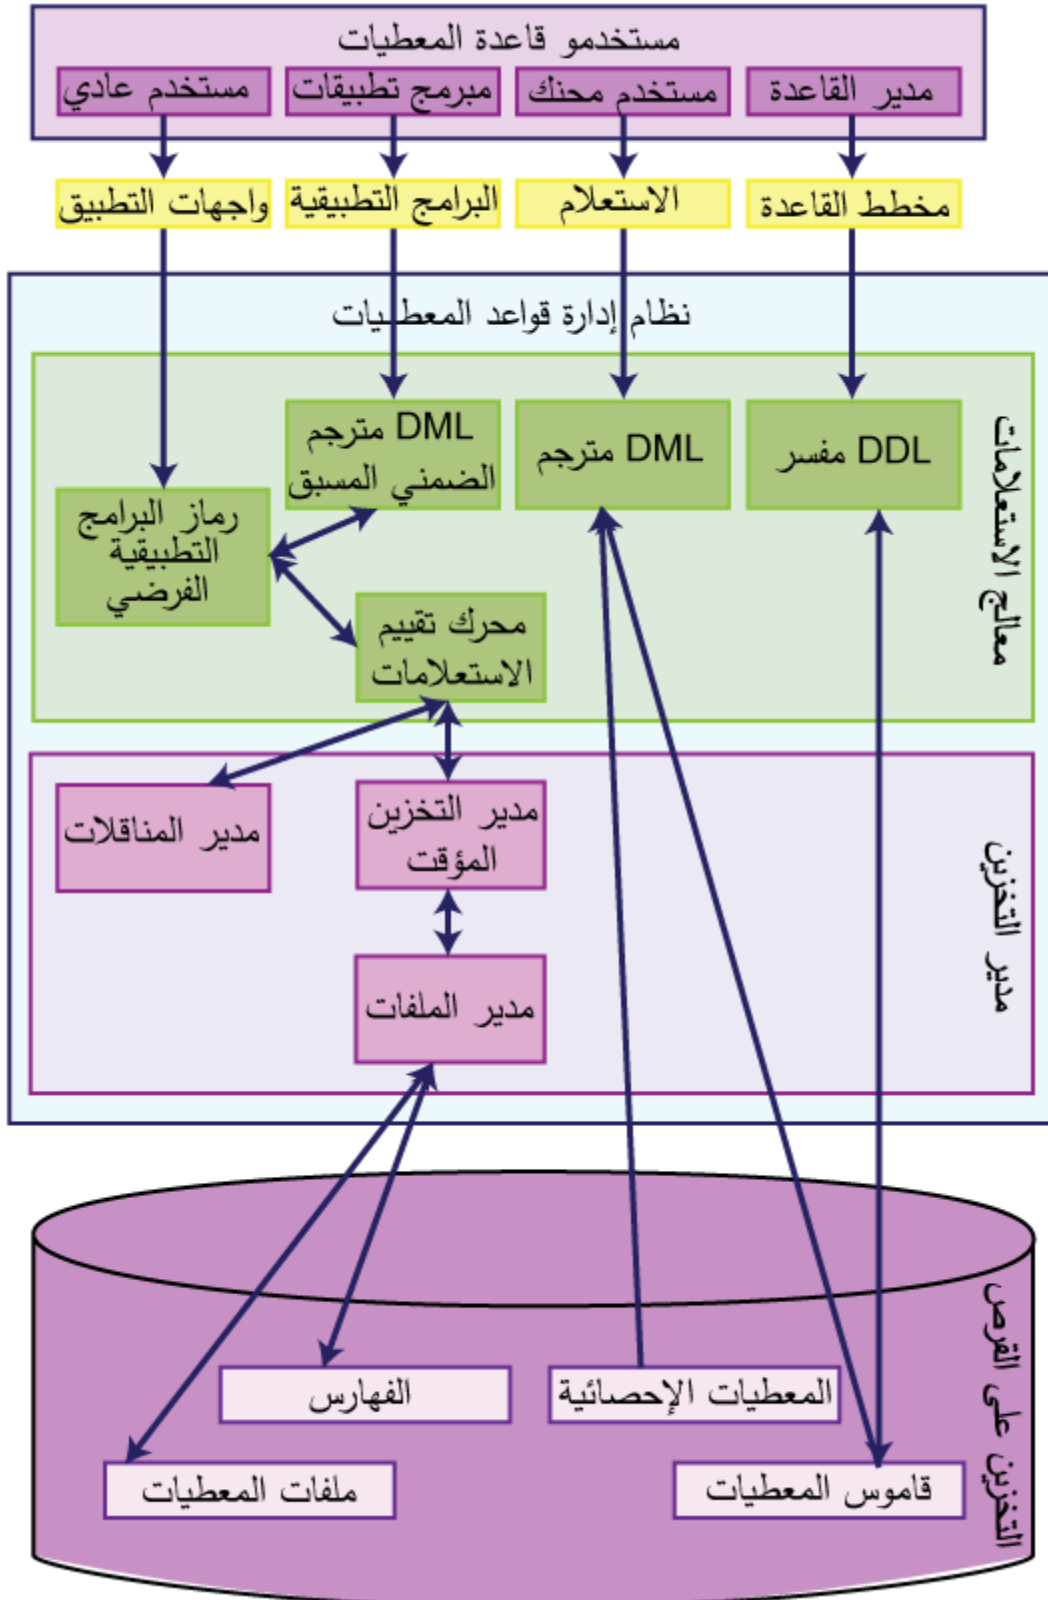 مستخدمو قاعدة المعطيات
مدير القاعدة
مستخدم محنك
مبرمج تطبيقات
مستخدم عادي
مخطط القاعدة
الاستعلام
البرامج التطبيقية
واجهات التطبيق
نظام إدارة قواعد المعطيات
معالج الاستعلامات
مفسر DDL
مترجم DML
مترجم DML
الضمني المسبق
رماز البرامج
التطبيقية
الفرضي
محرك تقييم
الاستعلامات
مدير التخزين
مدير التخزين
المؤقت
مدير المناقلات
مدير الملفات
التخزين على القرص
المعطيات الإحصائية
الفهارس
قاموس المعطيات
ملفات المعطيات